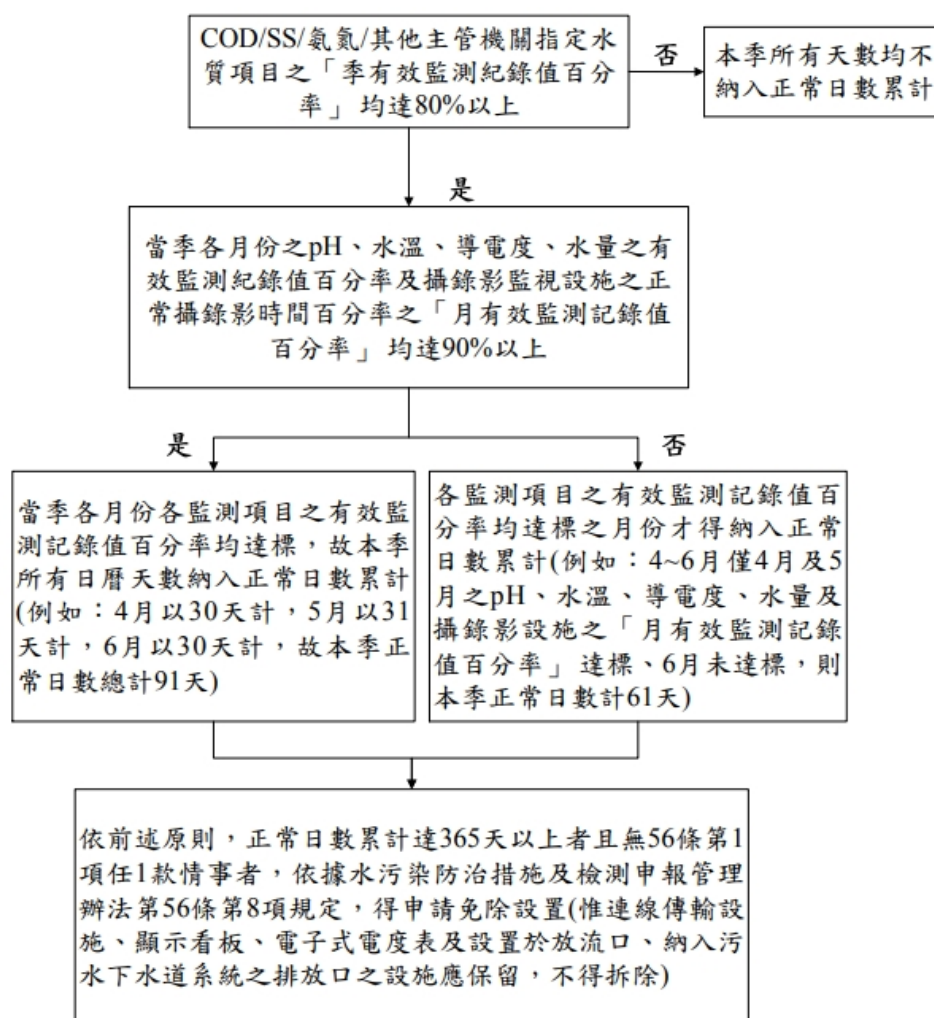 COD/SS/氨氮/其他主管機關指定水
質項目之「季有效監測紀錄值百分
率」均達80%以上
否
本季所有天數均不
納入正常日數累計
是
當季各月份之pH、水溫、導電度、水量之有
效監測紀錄值百分率及攝錄影監視設施之正
常攝錄影時間百分率之「月有效監測記錄值
百分率」均達90%以上
是
否
當季各月份各監測項目之有效監
測記錄值百分率均達標，故本季
所有日曆天數納入正常日數累計
(例如：4月以30天計，5月以31
天計，6月以30天計，故本季正
常日數總計91天)
各監測項目之有效監測記錄值百
分率均達標之月份才得納入正常
日數累計(例如：4~6月僅4月及5
月之pH、水溫、導電度、水量及
攝錄影設施之「月有效監測記錄
值百分率」達標、6月未達標，則
本季正常日數計61天)
依前述原則，正常日數累計達365天以上者且無56條第1
項任1款情事者，依據水污染防治措施及檢測申報管理
辦法第56條第8項規定，得申請免除設置(惟連線傳輸設
施、顯示看板、電子式電度表及設置於放流口、納入污
水下水道系統之排放口之設施應保留，不得拆除)